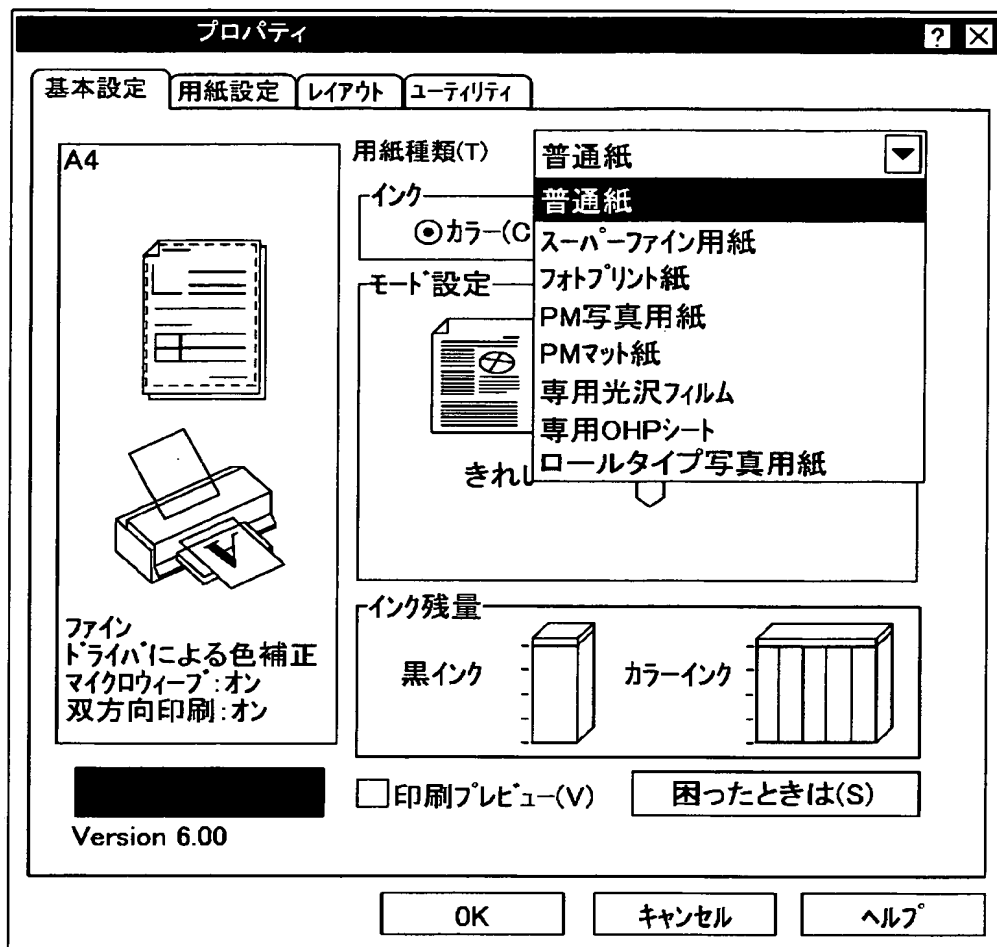 プロパティ
基本設定 用紙設定 レイアウト ユーティリティ
A4
用紙種類(T) 普通紙
普通紙
スーパーファイン用紙
フォトプリント紙
PM写真用紙
PMマット紙
専用光沢フィルム
専用OHPシート
ロールタイプ写真用紙
インク
カラー(C
モード設定
きれい
ファイン
ドライバによる色補正
マイクロウィーブ:オン
双方向印刷:オン
インク残量
黒インク カラーインク
Version 6.00
印刷プレビュー(V) 困ったときは(S)
OK キャンセル ヘルプ